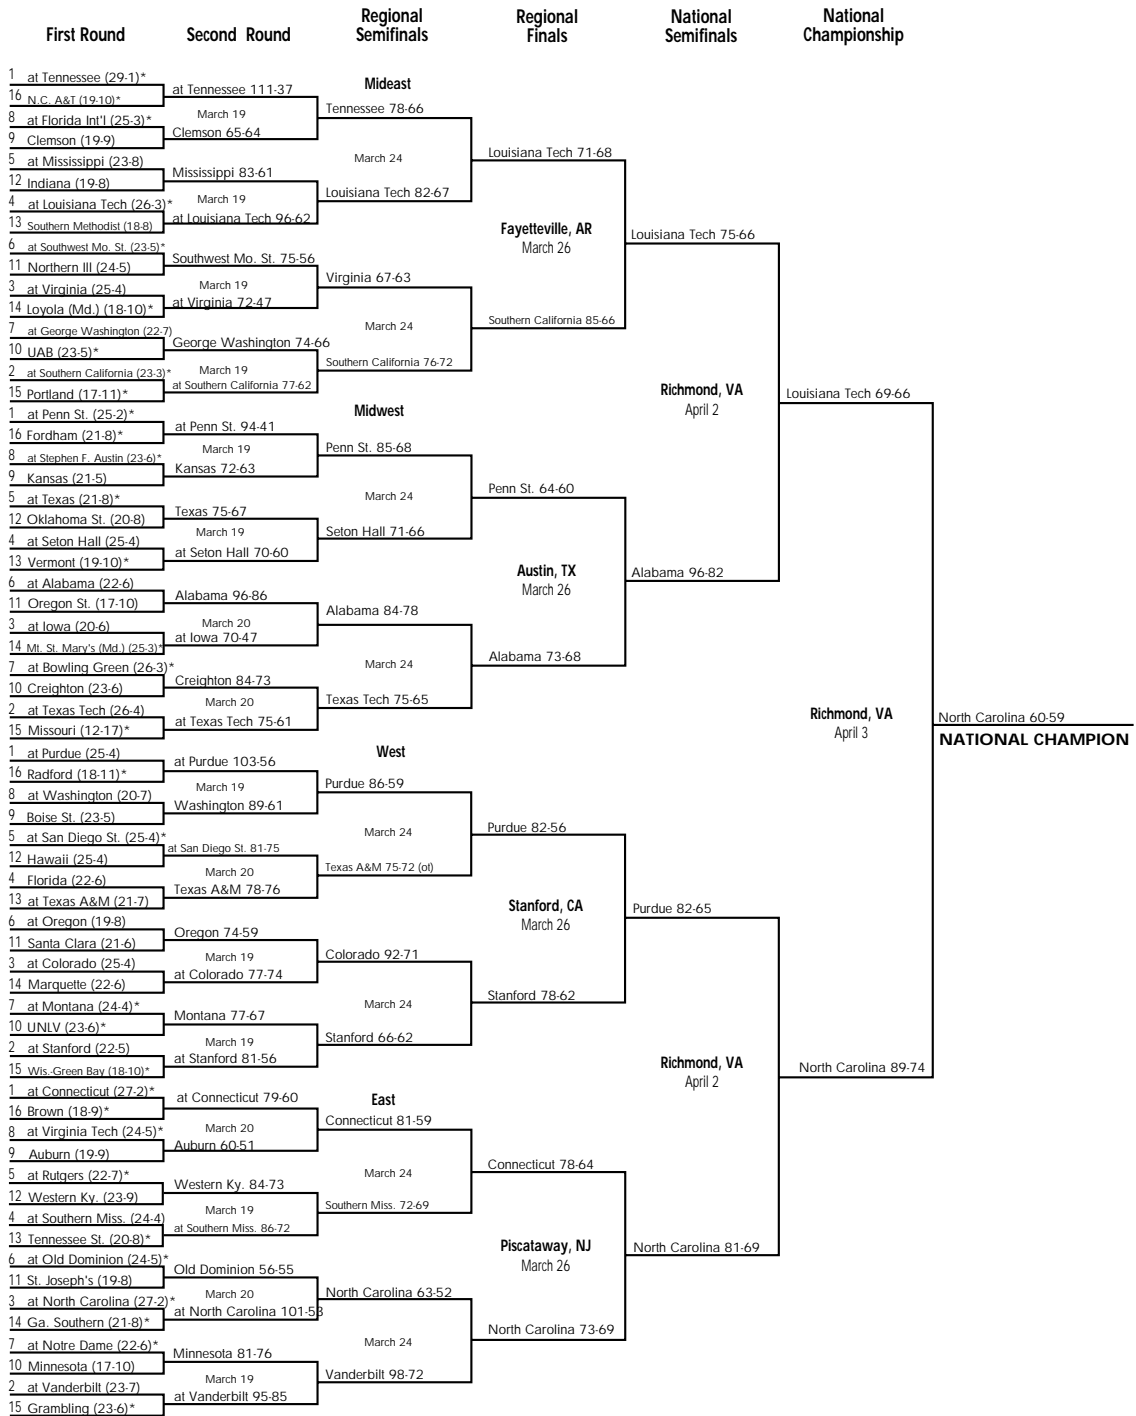 First Round
Second Round
Regional
Semifinals
Regional
Finals
National
Semifinals
National
Championship
1 at Tennessee (29-1)*
16 N.C. A&T (19-10)*
8 at Florida Int'l (25-3)*
9 Clemson (19-9)
5 at Mississippi (23-8)
12 Indiana (19-8)
4 at Louisiana Tech (26-3)*
13 Southern Methodist (18-8)
6 at Southwest Mo. St. (23-5)*
11 Northern Ill (24-5)
3 at Virginia (25-4)
14 Loyola (Md.) (18-10)*
7 at George Washington (22-7)
10 UAB (23-5)*
2 at Southern California (23-3)*
15 Portland (17-11)*
1 at Penn St. (25-2)*
16 Fordham (21-8)*
8 at Stephen F. Austin (23-6)*
9 Kansas (21-5)
5 at Texas (21-8)*
12 Oklahoma St. (20-8)
4 at Seton Hall (25-4)
13 Vermont (19-10)*
6 at Alabama (22-6)
11 Oregon St. (17-10)
3 at Iowa (20-6)
14 Mt. St. Mary's (Md.) (25-3)*
7 at Bowling Green (26-3)*
10 Creighton (23-6)
2 at Texas Tech (26-4)
15 Missouri (12-17)*
1 at Purdue (25-4)
16 Radford (18-11)*
8 at Washington (20-7)
9 Boise St. (23-5)
5 at San Diego St. (25-4)*
12 Hawaii (25-4)
4 Florida (22-6)
13 at Texas A&M (21-7)
6 at Oregon (19-8)
11 Santa Clara (21-6)
3 at Colorado (25-4)
14 Marquette (22-6)
7 at Montana (24-4)*
10 UNLV (23-6)*
2 at Stanford (22-5)
15 Wis.-Green Bay (18-10)*
1 at Connecticut (27-2)*
16 Brown (18-9)*
8 at Virginia Tech (24-5)*
9 Auburn (19-9)
5 at Rutgers (22-7)*
12 Western Ky. (23-9)
4 at Southern Miss. (24-4)
13 Tennessee St. (20-8)*
6 at Old Dominion (24-5)*
11 St. Joseph's (19-8)
3 at North Carolina (27-2)*
14 Ga. Southern (21-8)*
7 at Notre Dame (22-6)*
10 Minnesota (17-10)
2 at Vanderbilt (23-7)
15 Grambling (23-6)*
at Tennessee 111-37
March 19
Clemson 65-64
Mississippi 83-61
March 19
at Louisiana Tech 96-62
Southwest Mo. St. 75-56
March 19
at Virginia 72-47
George Washington 74-66
March 19
at Southern California 77-62
at Penn St. 94-41
March 19
Kansas 72-63
Texas 75-67
March 19
at Seton Hall 70-60
Alabama 96-86
March 20
at Iowa 70-47
Creighton 84-73
March 20
at Texas Tech 75-61
at Purdue 103-56
March 19
Washington 89-61
at San Diego St. 81-75
March 20
Texas A&M 78-76
Oregon 74-59
March 19
at Colorado 77-74
Montana 77-67
March 19
at Stanford 81-56
at Connecticut 79-60
March 20
Auburn 60-51
Western Ky. 84-73
March 19
at Southern Miss. 86-72
Old Dominion 56-55
March 20
at North Carolina 101-53
Minnesota 81-76
March 19
at Vanderbilt 95-85
Mideast
Tennessee 78-66
March 24
Louisiana Tech 82-67
Virginia 67-63
March 24
Southern California 76-72
Midwest
Penn St. 85-68
March 24
Seton Hall 71-66
Alabama 84-78
March 24
Texas Tech 75-65
West
Purdue 86-59
March 24
Texas A&M 75-72 (ot)
Colorado 92-71
March 24
Stanford 66-62
East
Connecticut 81-59
March 24
Southern Miss. 72-69
North Carolina 63-52
March 24
Vanderbilt 98-72
Louisiana Tech 71-68
Fayetteville, AR
March 26
Southern California 85-66
Penn St. 64-60
Austin, TX
March 26
Alabama 73-68
Purdue 82-56
Stanford, CA
March 26
Stanford 78-62
Connecticut 78-64
Piscataway, NJ
March 26
North Carolina 73-69
Louisiana Tech 75-66
Richmond, VA
April 2
Alabama 96-82
Purdue 82-65
Richmond, VA
April 2
North Carolina 81-69
Louisiana Tech 69-66
Richmond, VA
April 3
North Carolina 89-74
North Carolina 60-59
NATIONAL CHAMPION